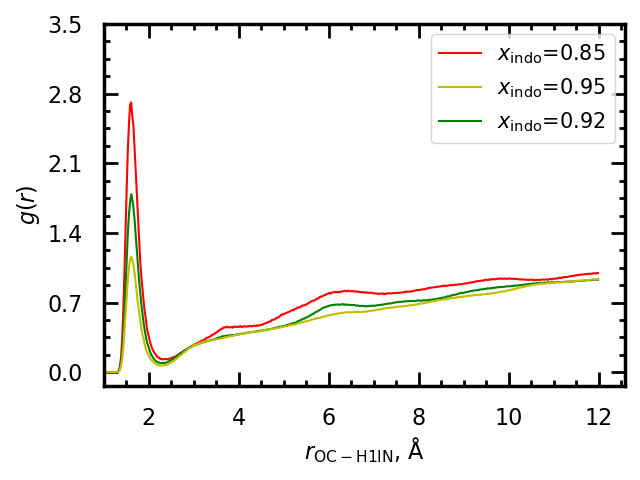 3.5
2.8
2.1
1.4
0.7
0.0
g(r)
x_indo=0.85
x_indo=0.95
x_indo=0.92
2 4 6 8 10 12
r_OC−H1IN, Å